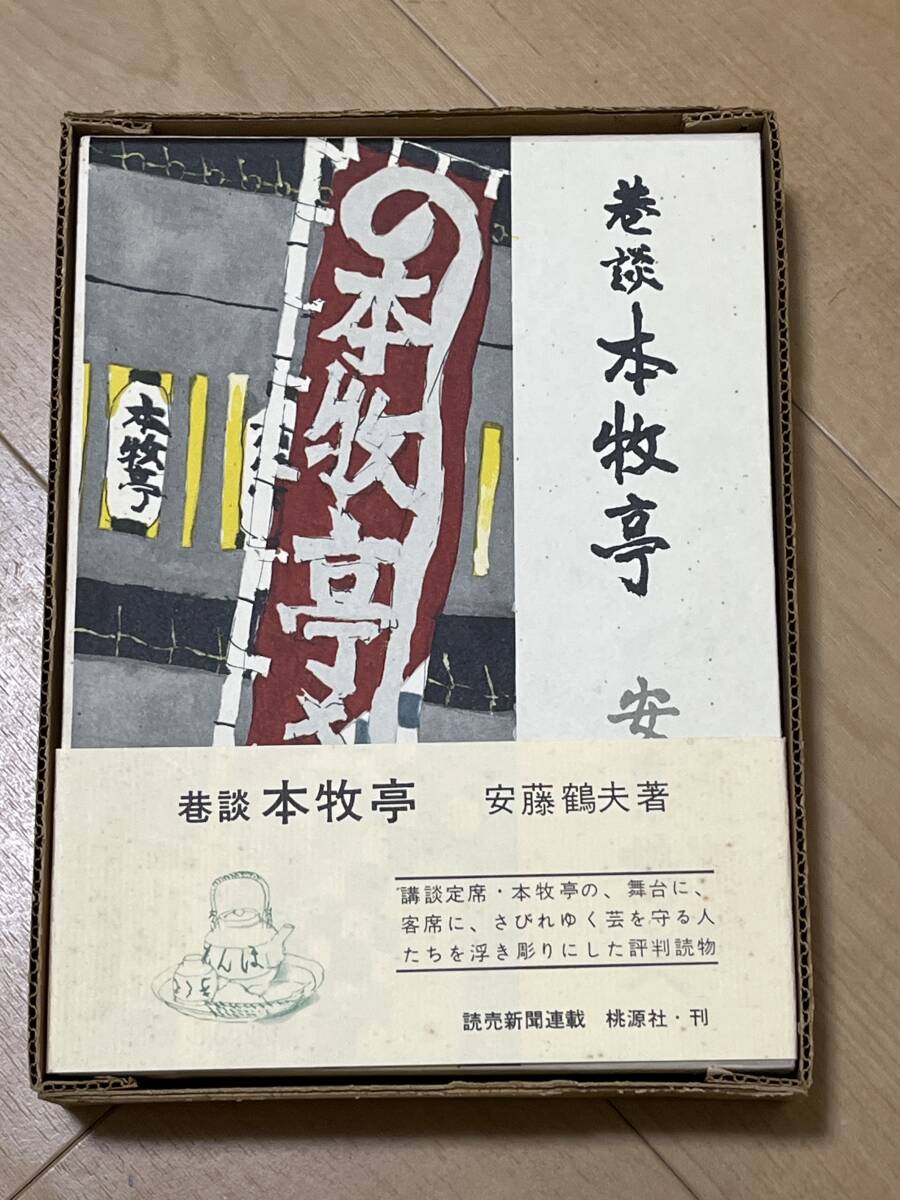 巷談 本牧亭 安
本牧亭
本牧亭
巷談 本牧亭 安藤鶴夫著
講談定席・本牧亭の、舞台に、
客席に、さびれゆく芸を守る人
たちを浮き彫りにした評判読物
読売新聞連載 桃源社・刊